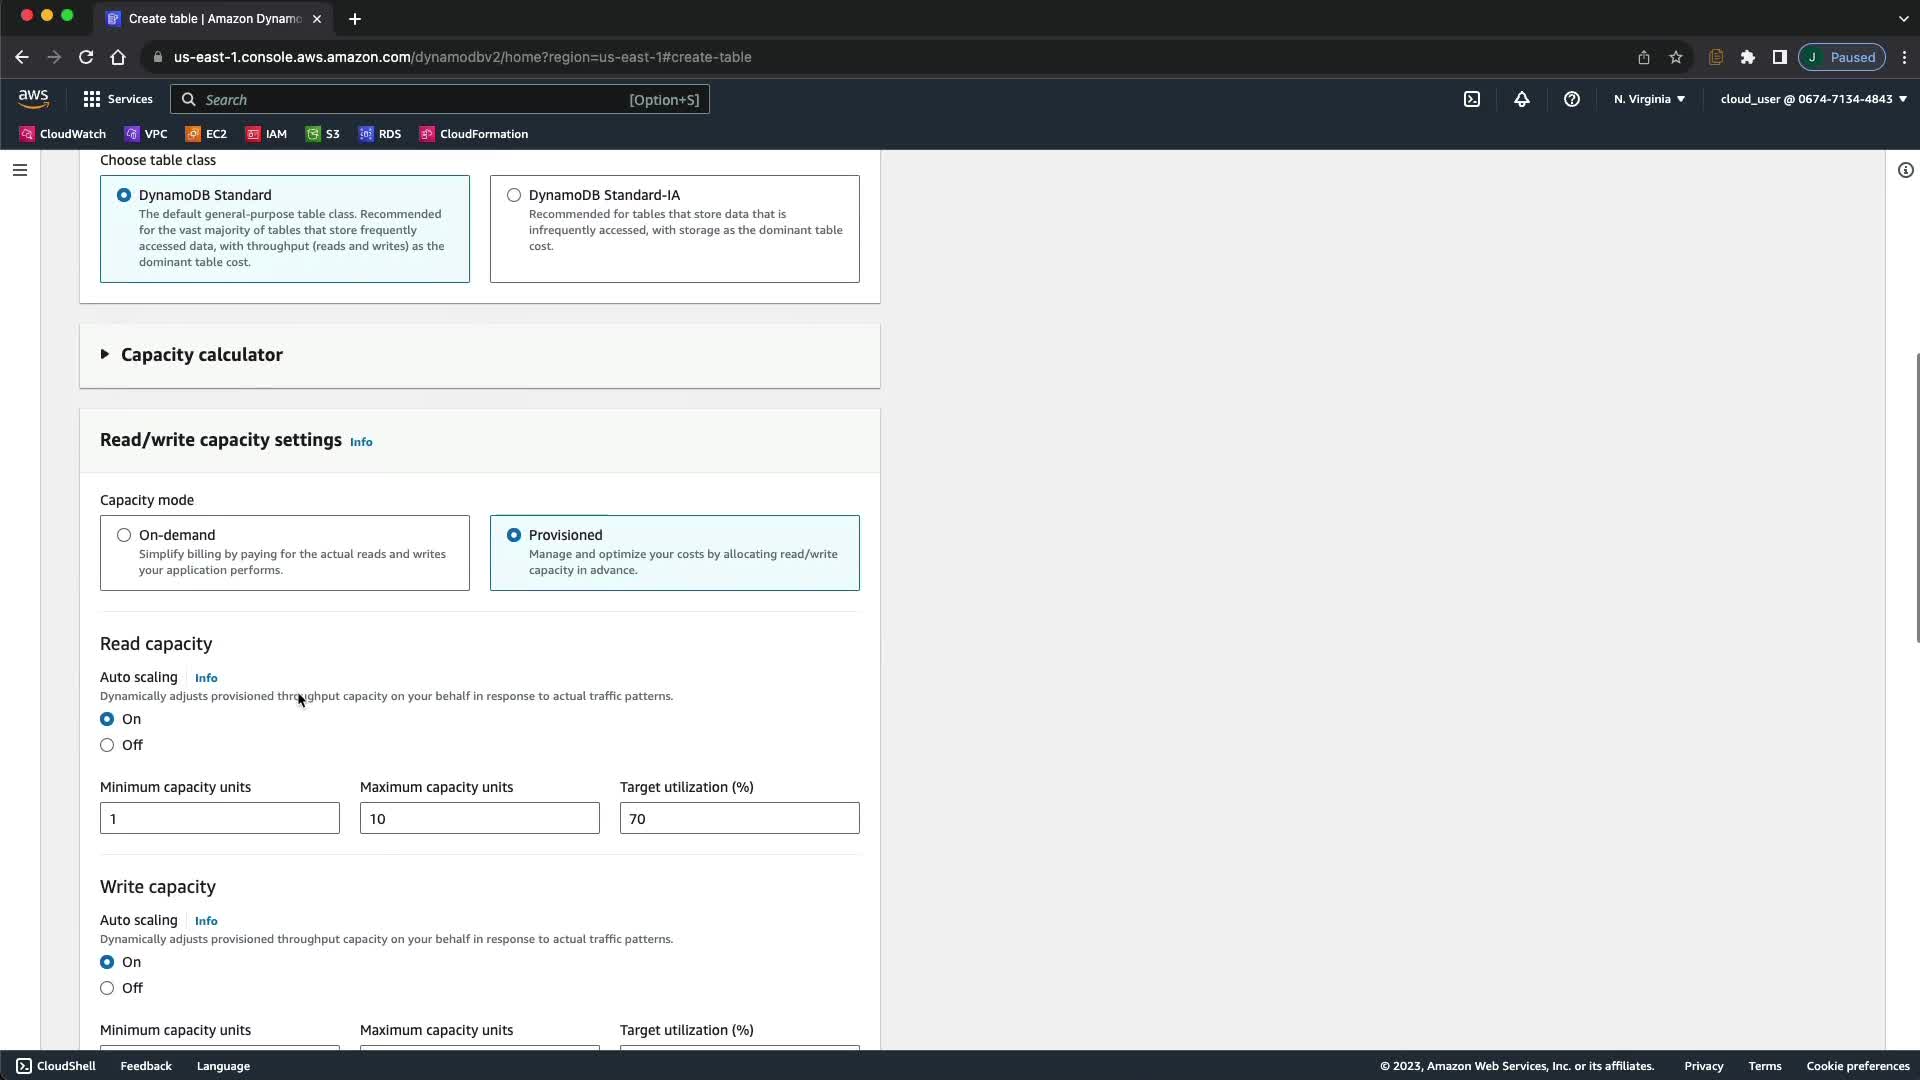 Create table | Amazon Dynamo
us-east-1.console.aws.amazon.com/dynamodbv2/home?region=us-east-1#create-table
J Paused
aws
Services
Search
[Option+S]
N. Virginia
cloud_user @ 0674-7134-4843
CloudWatch
VPC
EC2
IAM
S3
RDS
CloudFormation
Choose table class
DynamoDB Standard
The default general-purpose table class. Recommended
for the vast majority of tables that store frequently
accessed data, with throughput (reads and writes) as the
dominant table cost.
DynamoDB Standard-IA
Recommended for tables that store data that is
infrequently accessed, with storage as the dominant table
cost.
Capacity calculator
Read/write capacity settings Info
Capacity mode
On-demand
Simplify billing by paying for the actual reads and writes
your application performs.
Provisioned
Manage and optimize your costs by allocating read/write
capacity in advance.
Read capacity
Auto scaling Info
Dynamically adjusts provisioned throughput capacity on your behalf in response to actual traffic patterns.
On
Off
Minimum capacity units
Maximum capacity units
Target utilization (%)
1
10
70
Write capacity
Auto scaling Info
Dynamically adjusts provisioned throughput capacity on your behalf in response to actual traffic patterns.
On
Off
Minimum capacity units
Maximum capacity units
Target utilization (%)
CloudShell
Feedback
Language
© 2023, Amazon Web Services, Inc. or its affiliates.
Privacy
Terms
Cookie preferences